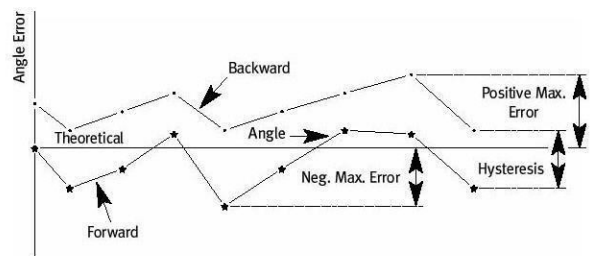 Angle Error
Backward
Positive Max.
Error
Theoretical
Angle
Neg. Max. Error
Hysteresis
Forward